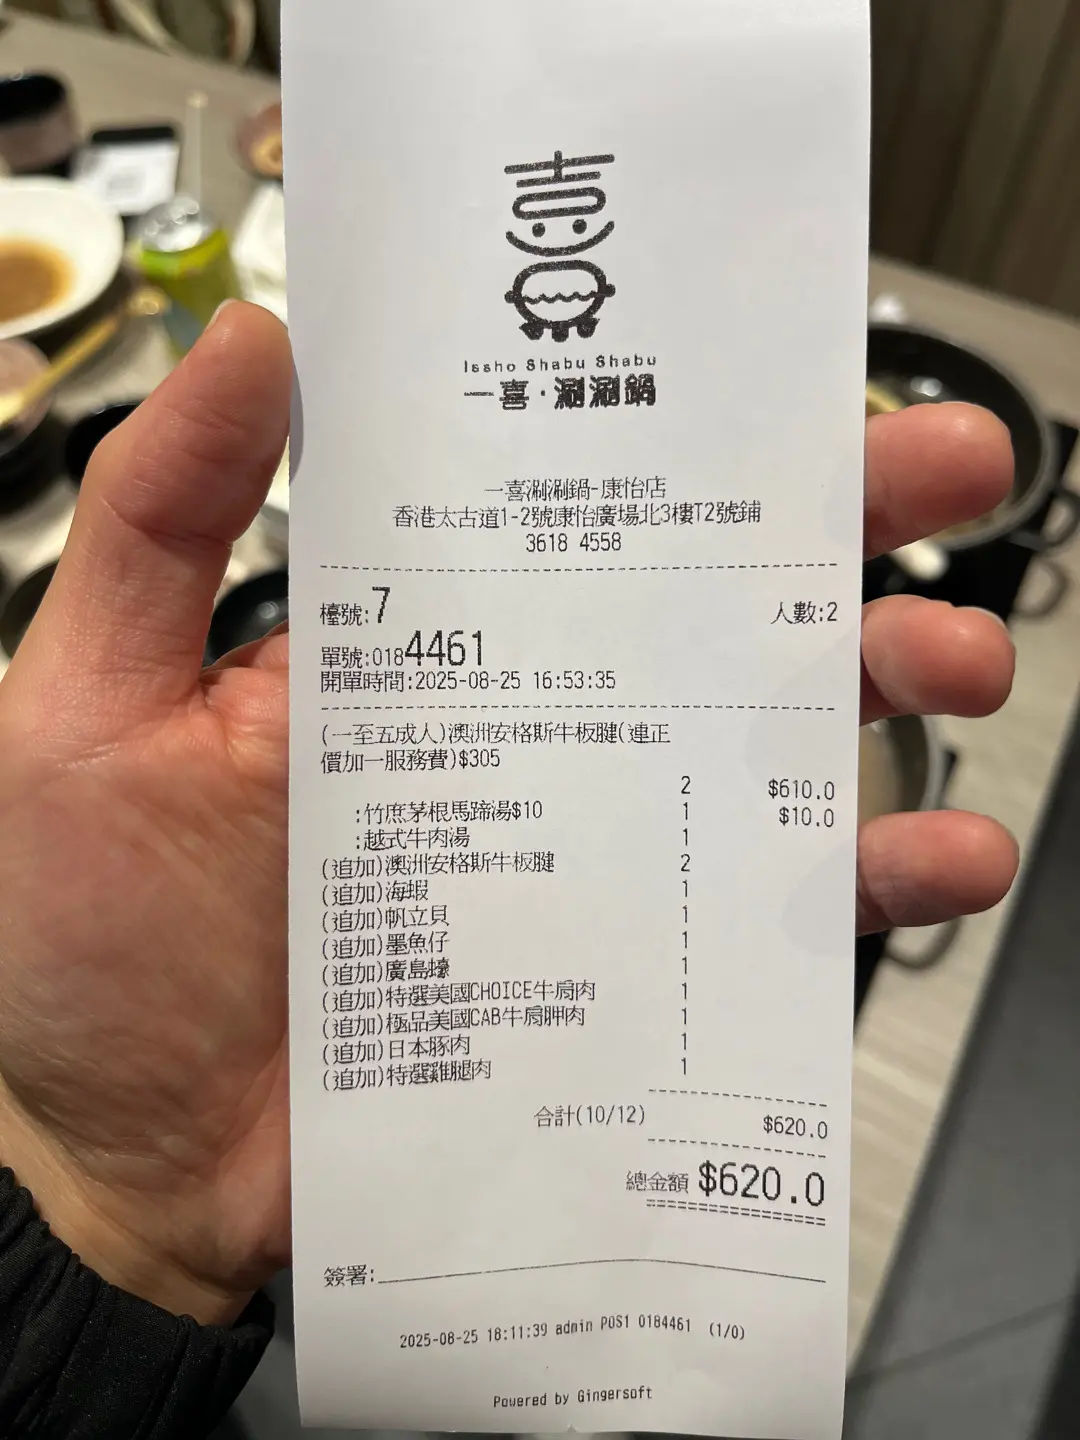 喜
Issho Shabu Shabu
一喜·涮涮鍋
一喜涮涮鍋-康怡店
香港太古道1-2號康怡廣場北3樓T2號鋪
3618 4558
檯號:7 人數:2
單號:0184461
開單時間:2025-08-25 16:53:35
(一至五成人)澳洲安格斯牛板腱(連正
價加一服務費)$305
2 $610.0
:竹庶茅根馬蹄湯$10 1 $10.0
:越式牛肉湯 1
(追加)澳洲安格斯牛板腱 2
(追加)海蝦 1
(追加)帆立貝 1
(追加)墨魚仔 1
(追加)廣島蠔 1
(追加)特選美國CHOICE牛肩肉 1
(追加)極品美國CAB牛肩胛肉 1
(追加)日本豚肉 1
(追加)特選雞腿肉 1
合計(10/12) $620.0
總金額 $620.0
簽署:
2025-08-25 18:11:39 admin POS1 0184461 (1/0)
Powered by Gingersoft